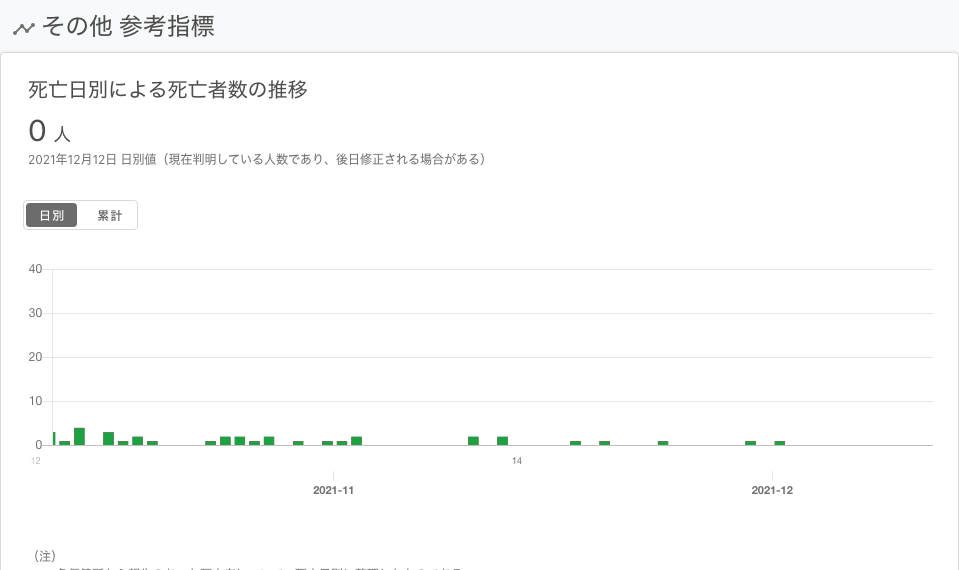 その他 参考指標
死亡日別による死亡者数の推移
0 人
2021年12月12日 日別値（現在判明している人数であり、後日修正される場合がある）
日別 累計
40
30
20
10
0
12 14
2021-11 2021-12
（注）